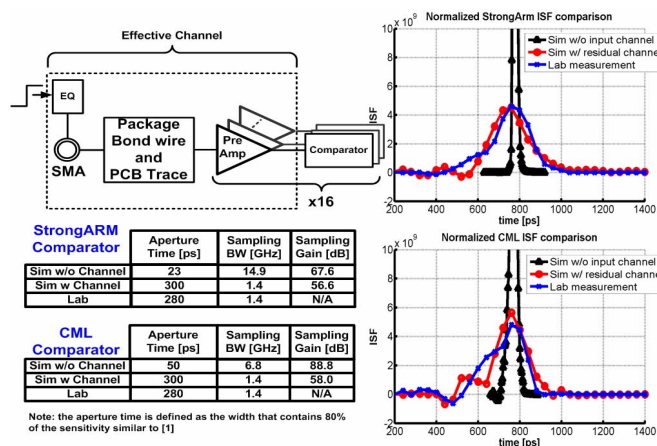 Effective Channel
EQ
SMA
Package
Bond wire
and
PCB Trace
Pre
Amp
Comparator
x16
StrongARM
Comparator
Aperture Time [ps] Sampling BW [GHz] Sampling Gain [dB]
Sim w/o Channel 23 14.9 67.6
Sim w Channel 300 1.4 56.6
Lab 280 1.4 N/A
CML
Comparator
Aperture Time [ps] Sampling BW [GHz] Sampling Gain [dB]
Sim w/o Channel 50 6.8 88.8
Sim w Channel 300 1.4 58.0
Lab 280 1.4 N/A
Note: the aperture time is defined as the width that contains 80%
of the sensitivity similar to [1]
Normalized StrongArm ISF comparison
x 10^9
Sim w/o input channel
Sim w/ residual channel
Lab measurement
ISF
10
8
6
4
2
0
-2
200 400 600 800 1000 1200 1400
time [ps]
Normalized CML ISF comparison
x 10^9
Sim w/o input channel
Sim w/ residual channel
Lab measurement
ISF
10
8
6
4
2
0
-2
200 400 600 800 1000 1200 1400
time [ps]